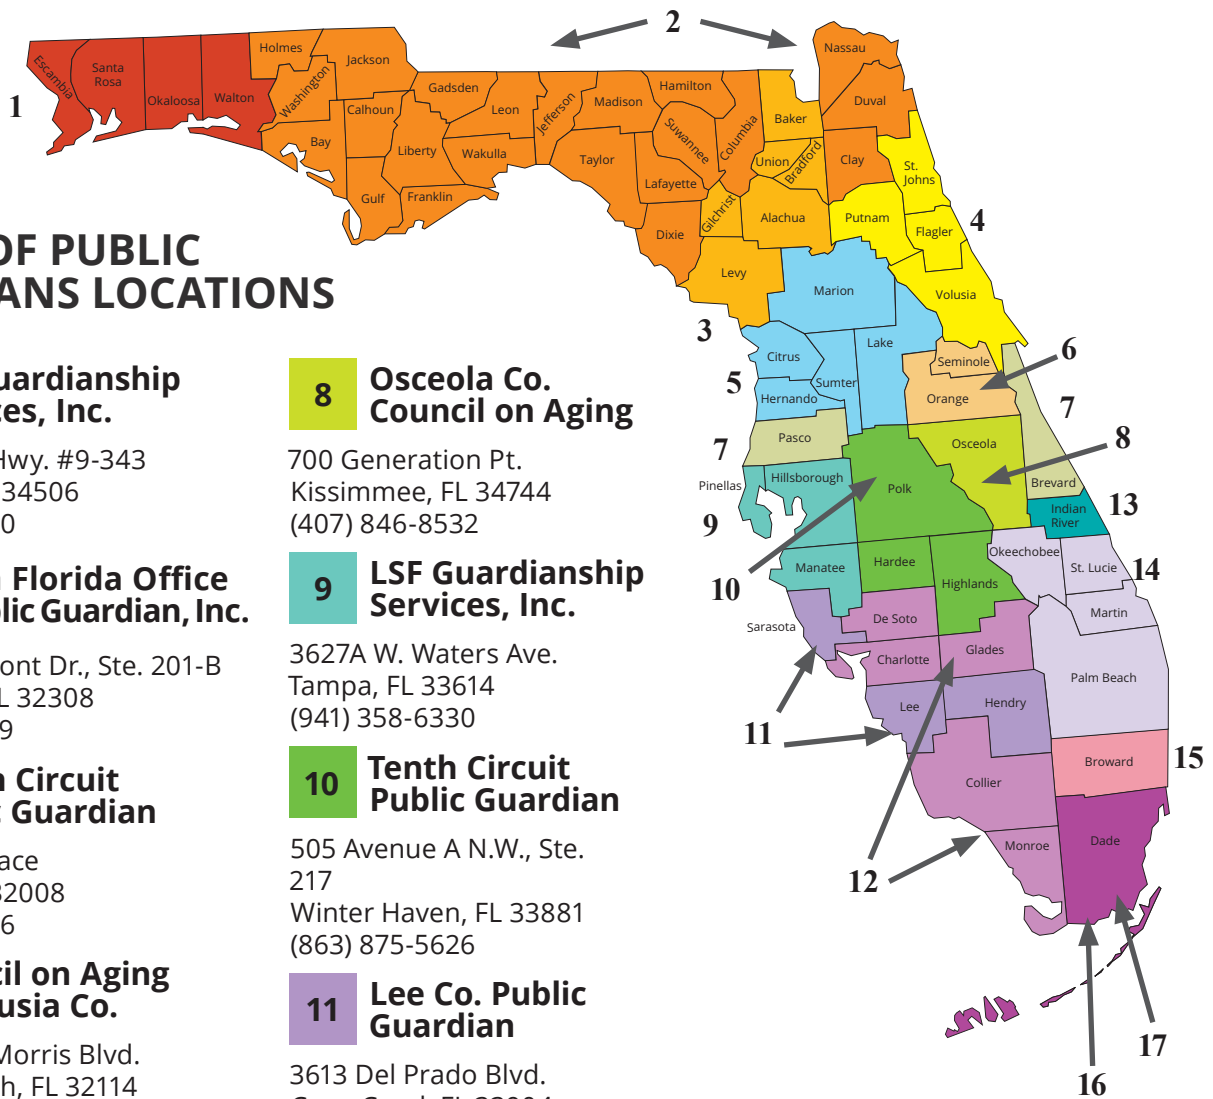 OF PUBLIC
ANS LOCATIONS
uardianship
ces, Inc.
Hwy. #9-343
34506
0
Florida Office
lic Guardian, Inc.
ont Dr., Ste. 201-B
L 32308
9
Circuit
Guardian
ace
32008
6
cil on Aging
usia Co.
Morris Blvd.
h, FL 32114
8
Osceola Co.
Council on Aging
700 Generation Pt.
Kissimmee, FL 34744
(407) 846-8532
9
LSF Guardianship
Services, Inc.
3627A W. Waters Ave.
Tampa, FL 33614
(941) 358-6330
10
Tenth Circuit
Public Guardian
505 Avenue A N.W., Ste.
217
Winter Haven, FL 33881
(863) 875-5626
11
Lee Co. Public
Guardian
3613 Del Prado Blvd.
1
2
3
4
5
6
7
7
8
9
10
11
12
13
14
15
16
17
Escambia
Santa
Rosa
Okaloosa
Walton
Holmes
Washington
Jackson
Bay
Calhoun
Gulf
Liberty
Gadsden
Franklin
Leon
Wakulla
Jefferson
Madison
Taylor
Hamilton
Suwannee
Lafayette
Dixie
Columbia
Baker
Union
Bradford
Gilchrist
Alachua
Levy
Nassau
Duval
Clay
St.
Johns
Putnam
Flagler
Volusia
Marion
Citrus
Hernando
Sumter
Lake
Seminole
Orange
Pasco
Pinellas
Hillsborough
Polk
Osceola
Brevard
Indian
River
Manatee
Hardee
Highlands
Okeechobee
St. Lucie
Martin
Sarasota
De Soto
Charlotte
Glades
Palm Beach
Lee
Hendry
Collier
Broward
Monroe
Dade